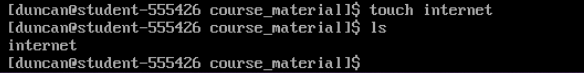 [duncan@student-555426 course_material]$ touch internet
[duncan@student-555426 course_material]$ ls
internet
[duncan@student-555426 course_material]$